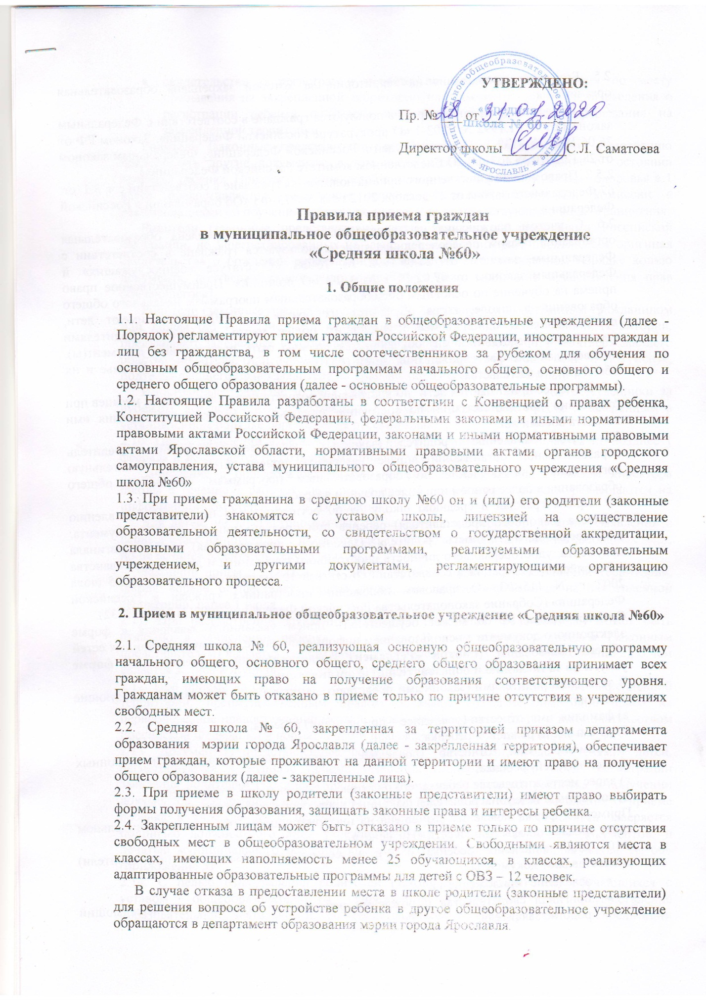 УТВЕРЖДЕНО:
Пр. № 28 от 31.01.2020
Директор школы_________С.Л. Саматоева
муниципальное общеобразовательное учреждение
«Средняя
школа № 60»
* ЯРОСЛАВЛЬ *
Правила приема граждан
в муниципальное общеобразовательное учреждение
«Средняя школа №60»
1. Общие положения
1.1. Настоящие Правила приема граждан в общеобразовательные учреждения (далее -
Порядок) регламентируют прием граждан Российской Федерации, иностранных граждан и
лиц без гражданства, в том числе соотечественников за рубежом для обучения по
основным общеобразовательным программам начального общего, основного общего и
среднего общего образования (далее - основные общеобразовательные программы).
1.2. Настоящие Правила разработаны в соответствии с Конвенцией о правах ребенка,
Конституцией Российской Федерации, федеральными законами и иными нормативными
правовыми актами Российской Федерации, законами и иными нормативными правовыми
актами Ярославской области, нормативными правовыми актами органов городского
самоуправления, устава муниципального общеобразовательного учреждения «Средняя
школа №60»
1.3. При приеме гражданина в среднюю школу №60 он и (или) его родители (законные
представители) знакомятся с уставом школы, лицензией на осуществление
образовательной деятельности, со свидетельством о государственной аккредитации,
основными образовательными программами, реализуемыми образовательным
учреждением, и другими документами, регламентирующими организацию
образовательного процесса.
2. Прием в муниципальное общеобразовательное учреждение «Средняя школа №60»
2.1. Средняя школа № 60, реализующая основную общеобразовательную программу
начального общего, основного общего, среднего общего образования принимает всех
граждан, имеющих право на получение образования соответствующего уровня.
Гражданам может быть отказано в приеме только по причине отсутствия в учреждениях
свободных мест.
2.2. Средняя школа № 60, закрепленная за территорией приказом департамента
образования мэрии города Ярославля (далее - закрепленная территория), обеспечивает
прием граждан, которые проживают на данной территории и имеют право на получение
общего образования (далее - закрепленные лица).
2.3. При приеме в школу родители (законные представители) имеют право выбирать
формы получения образования, защищать законные права и интересы ребенка.
2.4. Закрепленным лицам может быть отказано в приеме только по причине отсутствия
свободных мест в общеобразовательном учреждении. Свободными являются места в
классах, имеющих наполняемость менее 25 обучающихся, в классах, реализующих
адаптированные образовательные программы для детей с ОВЗ – 12 человек.
В случае отказа в предоставлении места в школе родители (законные представители)
для решения вопроса об устройстве ребенка в другое общеобразовательное учреждение
обращаются в департамент образования мэрии города Ярославля.